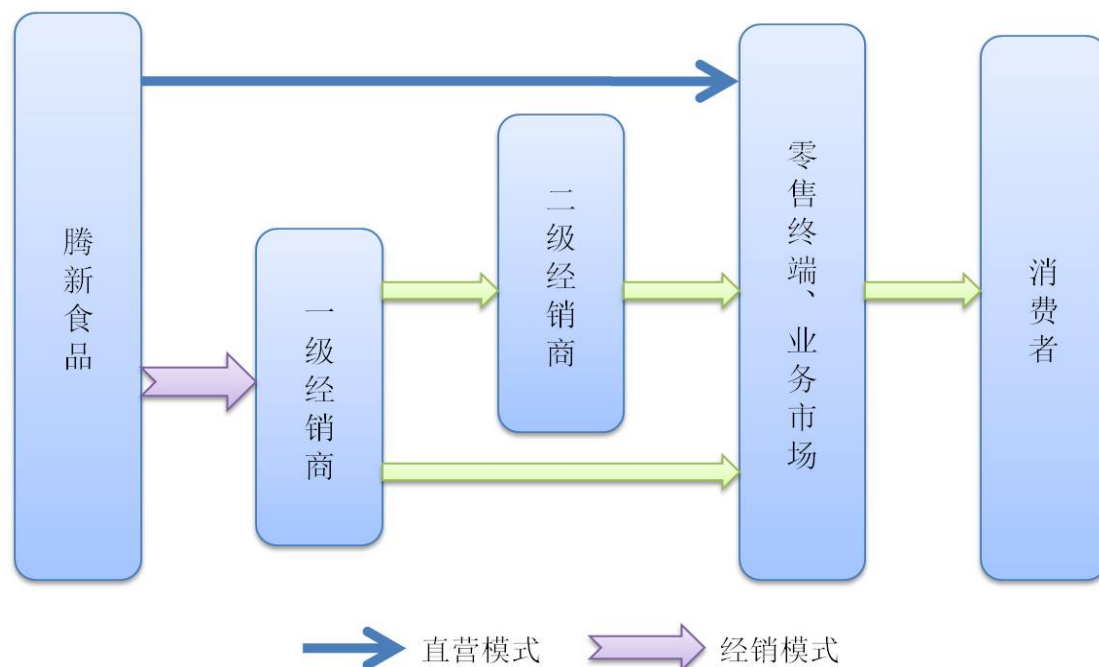 腾新食品
一级经销商
二级经销商
零售终端、业务市场
消费者
直营模式
经销模式